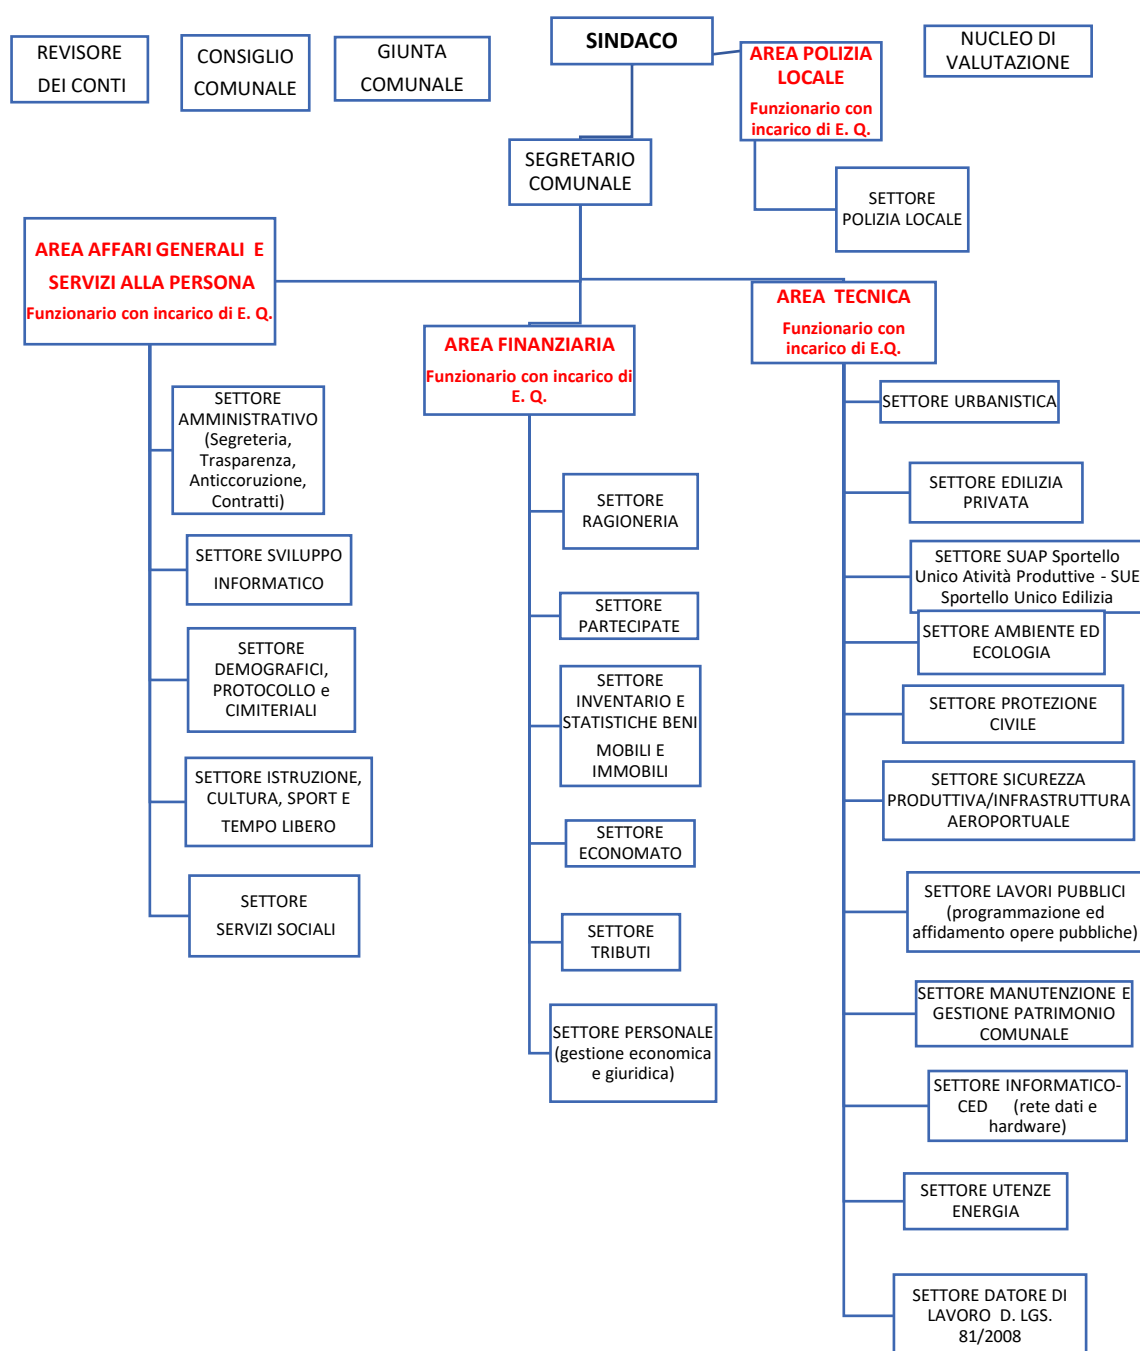 REVISORE
DEI CONTI
CONSIGLIO
COMUNALE
GIUNTA
COMUNALE
SINDACO
AREA POLIZIA
LOCALE
Funzionario con
incarico di E. Q.
NUCLEO DI
VALUTAZIONE
SEGRETARIO
COMUNALE
SETTORE
POLIZIA LOCALE
AREA AFFARI GENERALI E
SERVIZI ALLA PERSONA
Funzionario con incarico di E. Q.
AREA FINANZIARIA
Funzionario con incarico di
E. Q.
AREA TECNICA
Funzionario con
incarico di E.Q.
SETTORE
AMMINISTRATIVO
(Segreteria,
Trasparenza,
Anticcoruzione,
Contratti)
SETTORE SVILUPPO
INFORMATICO
SETTORE
DEMOGRAFICI,
PROTOCOLLO e
CIMITERIALI
SETTORE ISTRUZIONE,
CULTURA, SPORT E
TEMPO LIBERO
SETTORE
SERVIZI SOCIALI
SETTORE
RAGIONERIA
SETTORE
PARTECIPATE
SETTORE
INVENTARIO E
STATISTICHE BENI
MOBILI E
IMMOBILI
SETTORE
ECONOMATO
SETTORE
TRIBUTI
SETTORE PERSONALE
(gestione economica
e giuridica)
SETTORE URBANISTICA
SETTORE EDILIZIA
PRIVATA
SETTORE SUAP Sportello
Unico Atività Produttive - SUE
Sportello Unico Edilizia
SETTORE AMBIENTE ED
ECOLOGIA
SETTORE PROTEZIONE
CIVILE
SETTORE SICUREZZA
PRODUTTIVA/INFRASTRUTTURA
AEROPORTUALE
SETTORE LAVORI PUBBLICI
(programmazione ed
affidamento opere pubbliche)
SETTORE MANUTENZIONE E
GESTIONE PATRIMONIO
COMUNALE
SETTORE INFORMATICO-
CED (rete dati e
hardware)
SETTORE UTENZE
ENERGIA
SETTORE DATORE DI
LAVORO D. LGS.
81/2008